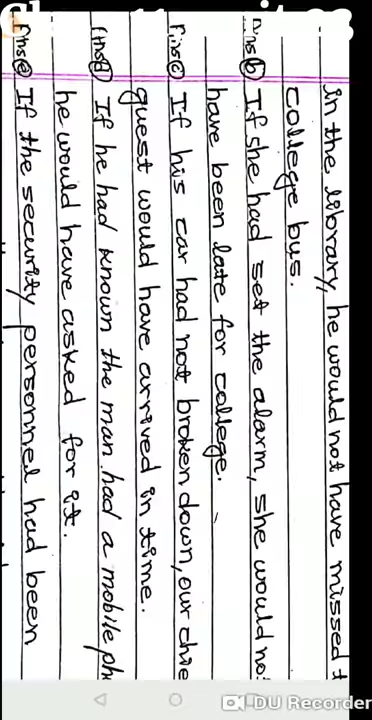 in the library, he would not have missed t
college bus.
Ans(b) If she had set the alarm, she would no
have been late for college.
Ans(c) If his car had not broken down, our chie
guest would have arrived in time.
Ans(d) If he had known the man had a mobile ph
he would have asked for it.
Ans(e) If the security personnel had been
DU Recorder